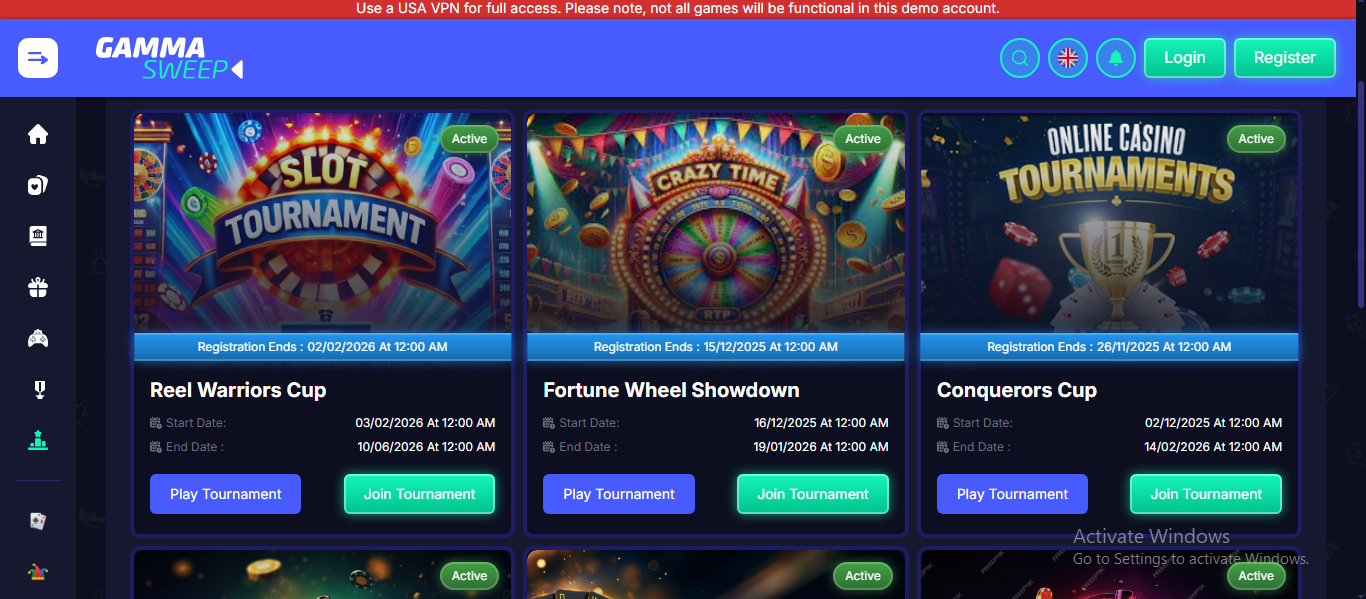 Use a USA VPN for full access. Please note, not all games will be functional in this demo account.
GAMMA
SWEEP
Login
Register
Active
SLOT
TOURNAMENT
Active
CRAZY TIME
RTP
Active
ONLINE CASINO
TOURNAMENTS
1
Registration Ends : 02/02/2026 At 12:00 AM
Registration Ends : 15/12/2025 At 12:00 AM
Registration Ends : 26/11/2025 At 12:00 AM
Reel Warriors Cup
Start Date: 03/02/2026 At 12:00 AM
End Date : 10/06/2026 At 12:00 AM
Play Tournament
Join Tournament
Fortune Wheel Showdown
Start Date: 16/12/2025 At 12:00 AM
End Date : 19/01/2026 At 12:00 AM
Play Tournament
Join Tournament
Conquerors Cup
Start Date: 02/12/2025 At 12:00 AM
End Date : 14/02/2026 At 12:00 AM
Play Tournament
Join Tournament
Activate Windows
Go to Settings to activate Windows.
Active
Active
Active